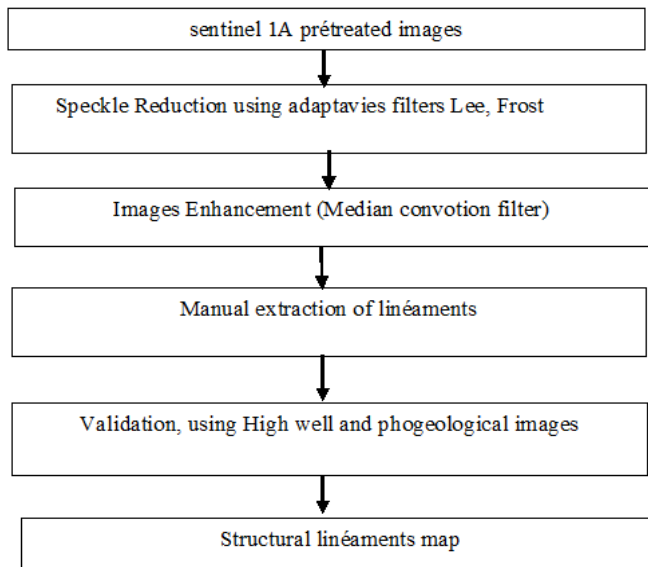 sentinel 1A prétreated images
Speckle Reduction using adaptavies filters Lee, Frost
Images Enhancement (Median convotion filter)
Manual extraction of linéaments
Validation, using High well and phogeological images
Structural linéaments map